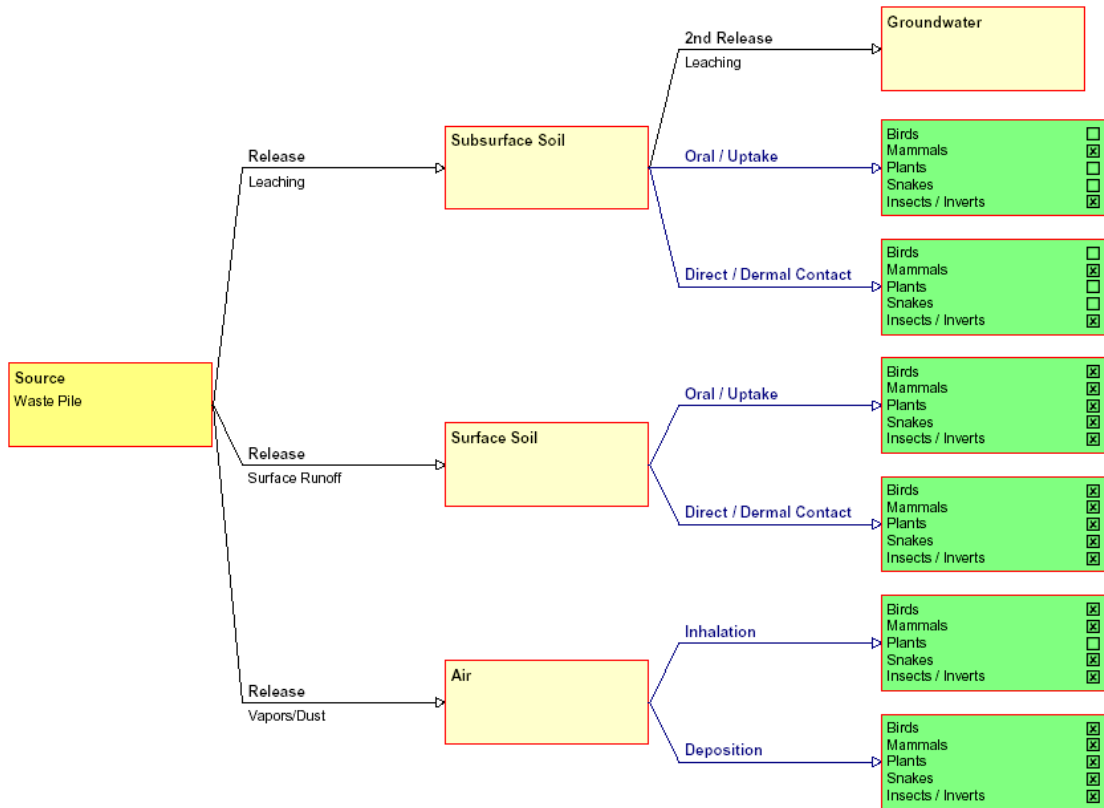 Groundwater
2nd Release
Leaching
Birds
Mammals
Plants
Snakes
Insects / Inverts
Oral / Uptake
Subsurface Soil
Release
Leaching
Birds
Mammals
Plants
Snakes
Insects / Inverts
Direct / Dermal Contact
Source
Waste Pile
Birds
Mammals
Plants
Snakes
Insects / Inverts
Oral / Uptake
Surface Soil
Release
Surface Runoff
Birds
Mammals
Plants
Snakes
Insects / Inverts
Direct / Dermal Contact
Birds
Mammals
Plants
Snakes
Insects / Inverts
Inhalation
Air
Release
Vapors/Dust
Birds
Mammals
Plants
Snakes
Insects / Inverts
Deposition